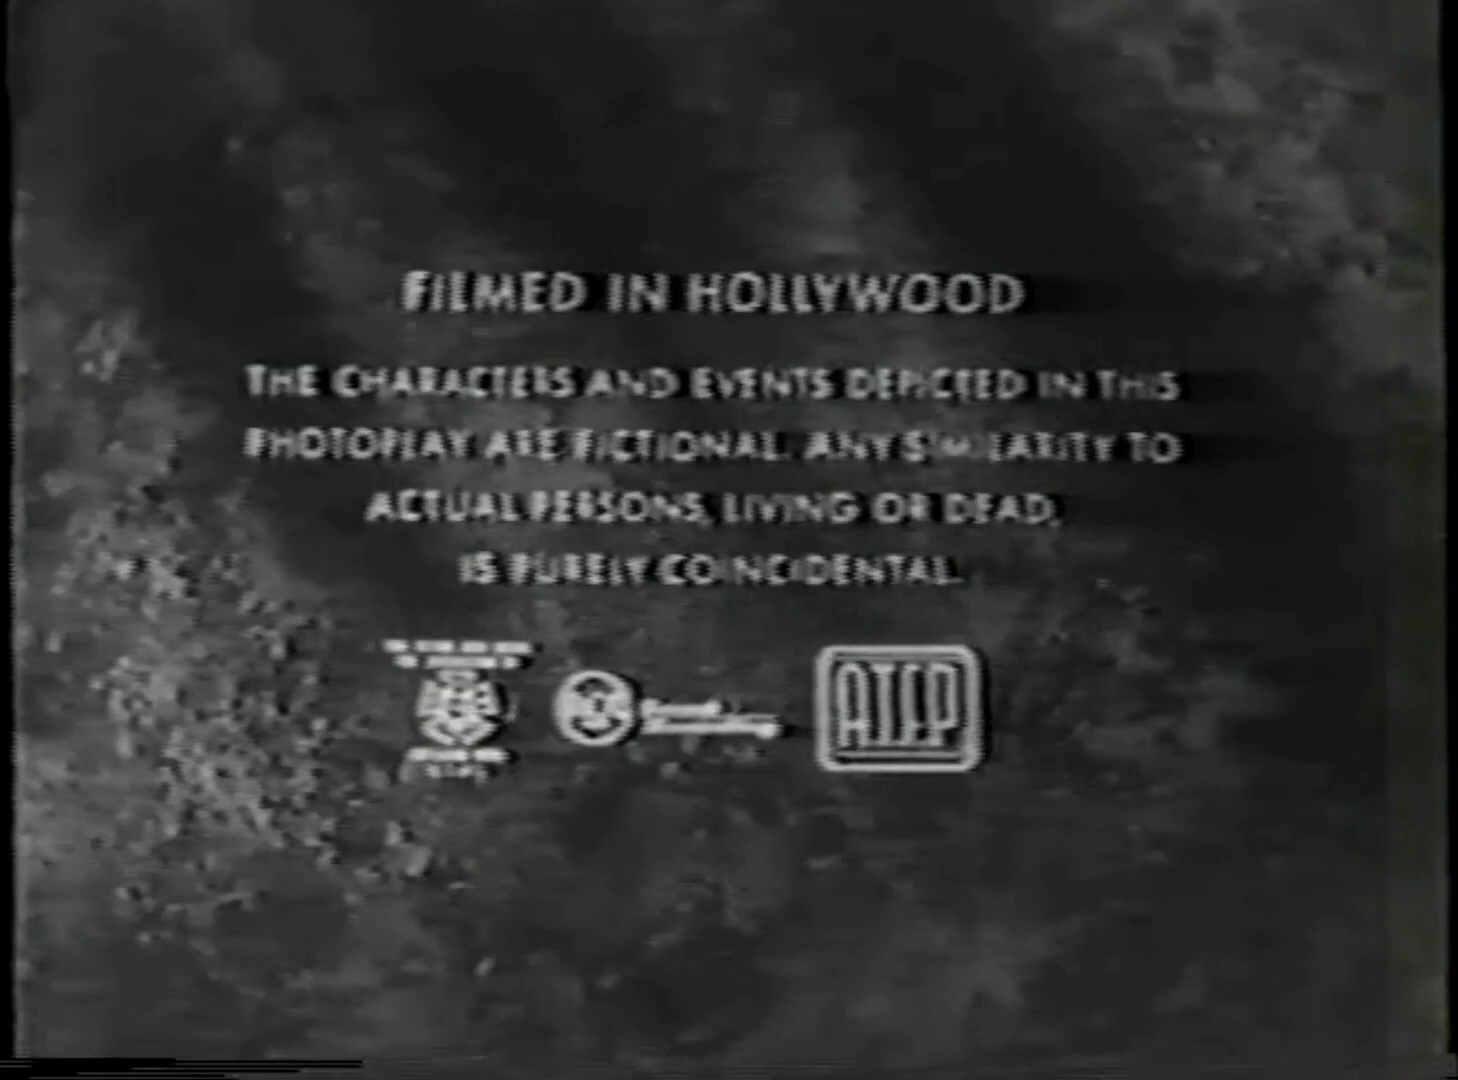 FILMED IN HOLLYWOOD
THE CHARACTERS AND EVENTS DEPICTED IN THIS
PHOTOPLAY ARE FICTIONAL. ANY SIMILARITY TO
ACTUAL PERSONS, LIVING OR DEAD,
IS PURELY COINCIDENTAL.
ATFP